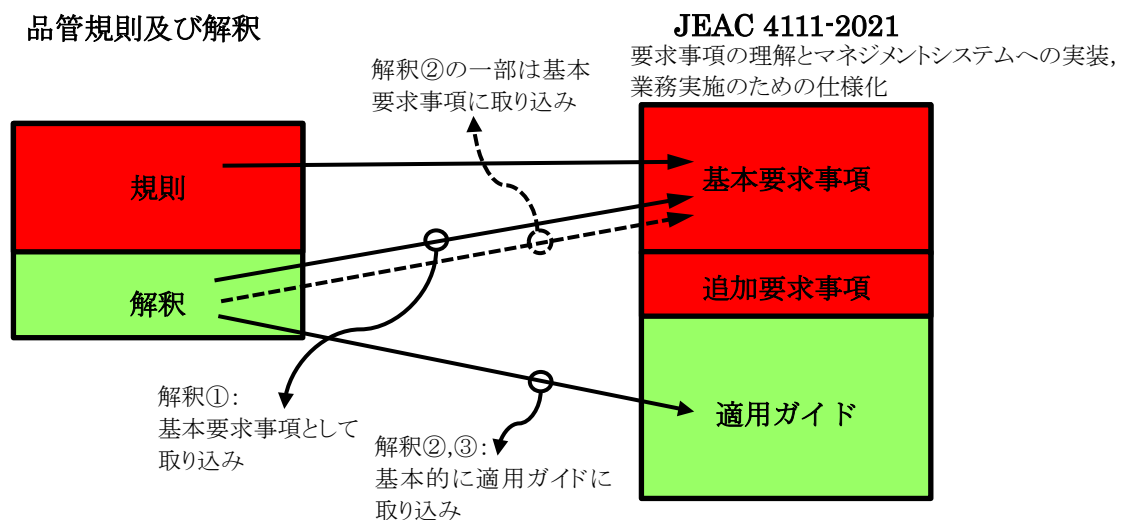 品管規則及び解釈
JEAC 4111-2021
要求事項の理解とマネジメントシステムへの実装,
業務実施のための仕様化
解釈②の一部は基本
要求事項に取り込み
規則
基本要求事項
解釈
追加要求事項
適用ガイド
解釈①:
基本要求事項として
取り込み
解釈②,③:
基本的に適用ガイドに
取り込み